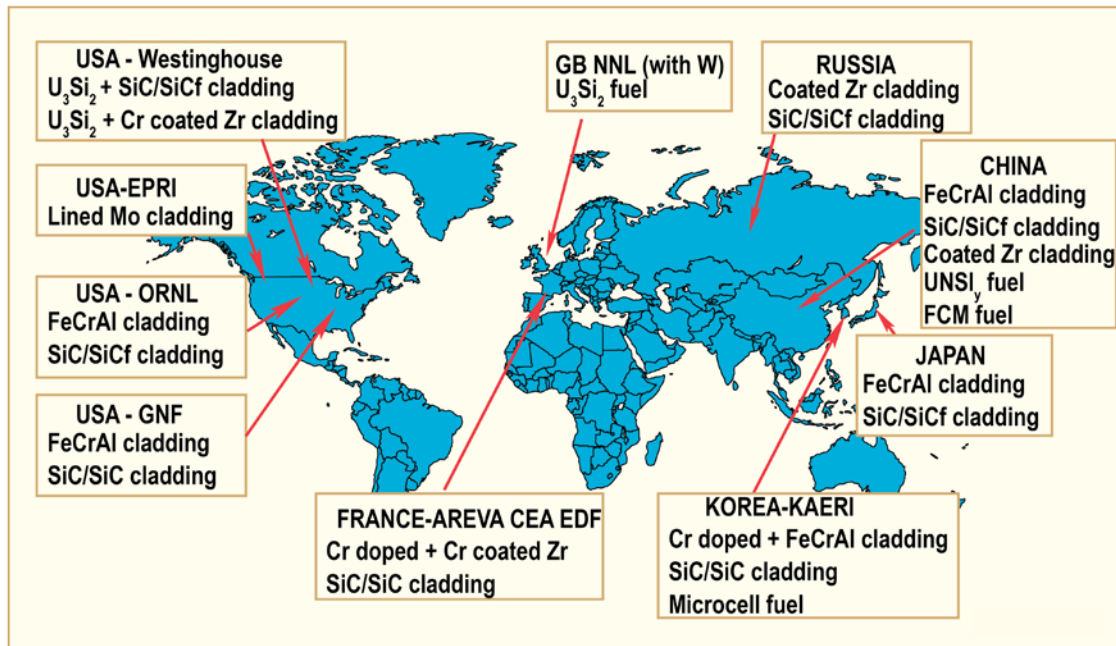 USA - Westinghouse
U₃Si₂ + SiC/SiCf cladding
U₃Si₂ + Cr coated Zr cladding
GB NNL (with W)
U₃Si₂ fuel
RUSSIA
Coated Zr cladding
SiC/SiCf cladding
USA-EPRI
Lined Mo cladding
CHINA
FeCrAl cladding
SiC/SiCf cladding
Coated Zr cladding
UNSIᵧ fuel
FCM fuel
USA - ORNL
FeCrAl cladding
SiC/SiCf cladding
JAPAN
FeCrAl cladding
SiC/SiCf cladding
USA - GNF
FeCrAl cladding
SiC/SiC cladding
FRANCE-AREVA CEA EDF
Cr doped + Cr coated Zr
SiC/SiC cladding
KOREA-KAERI
Cr doped + FeCrAl cladding
SiC/SiC cladding
Microcell fuel